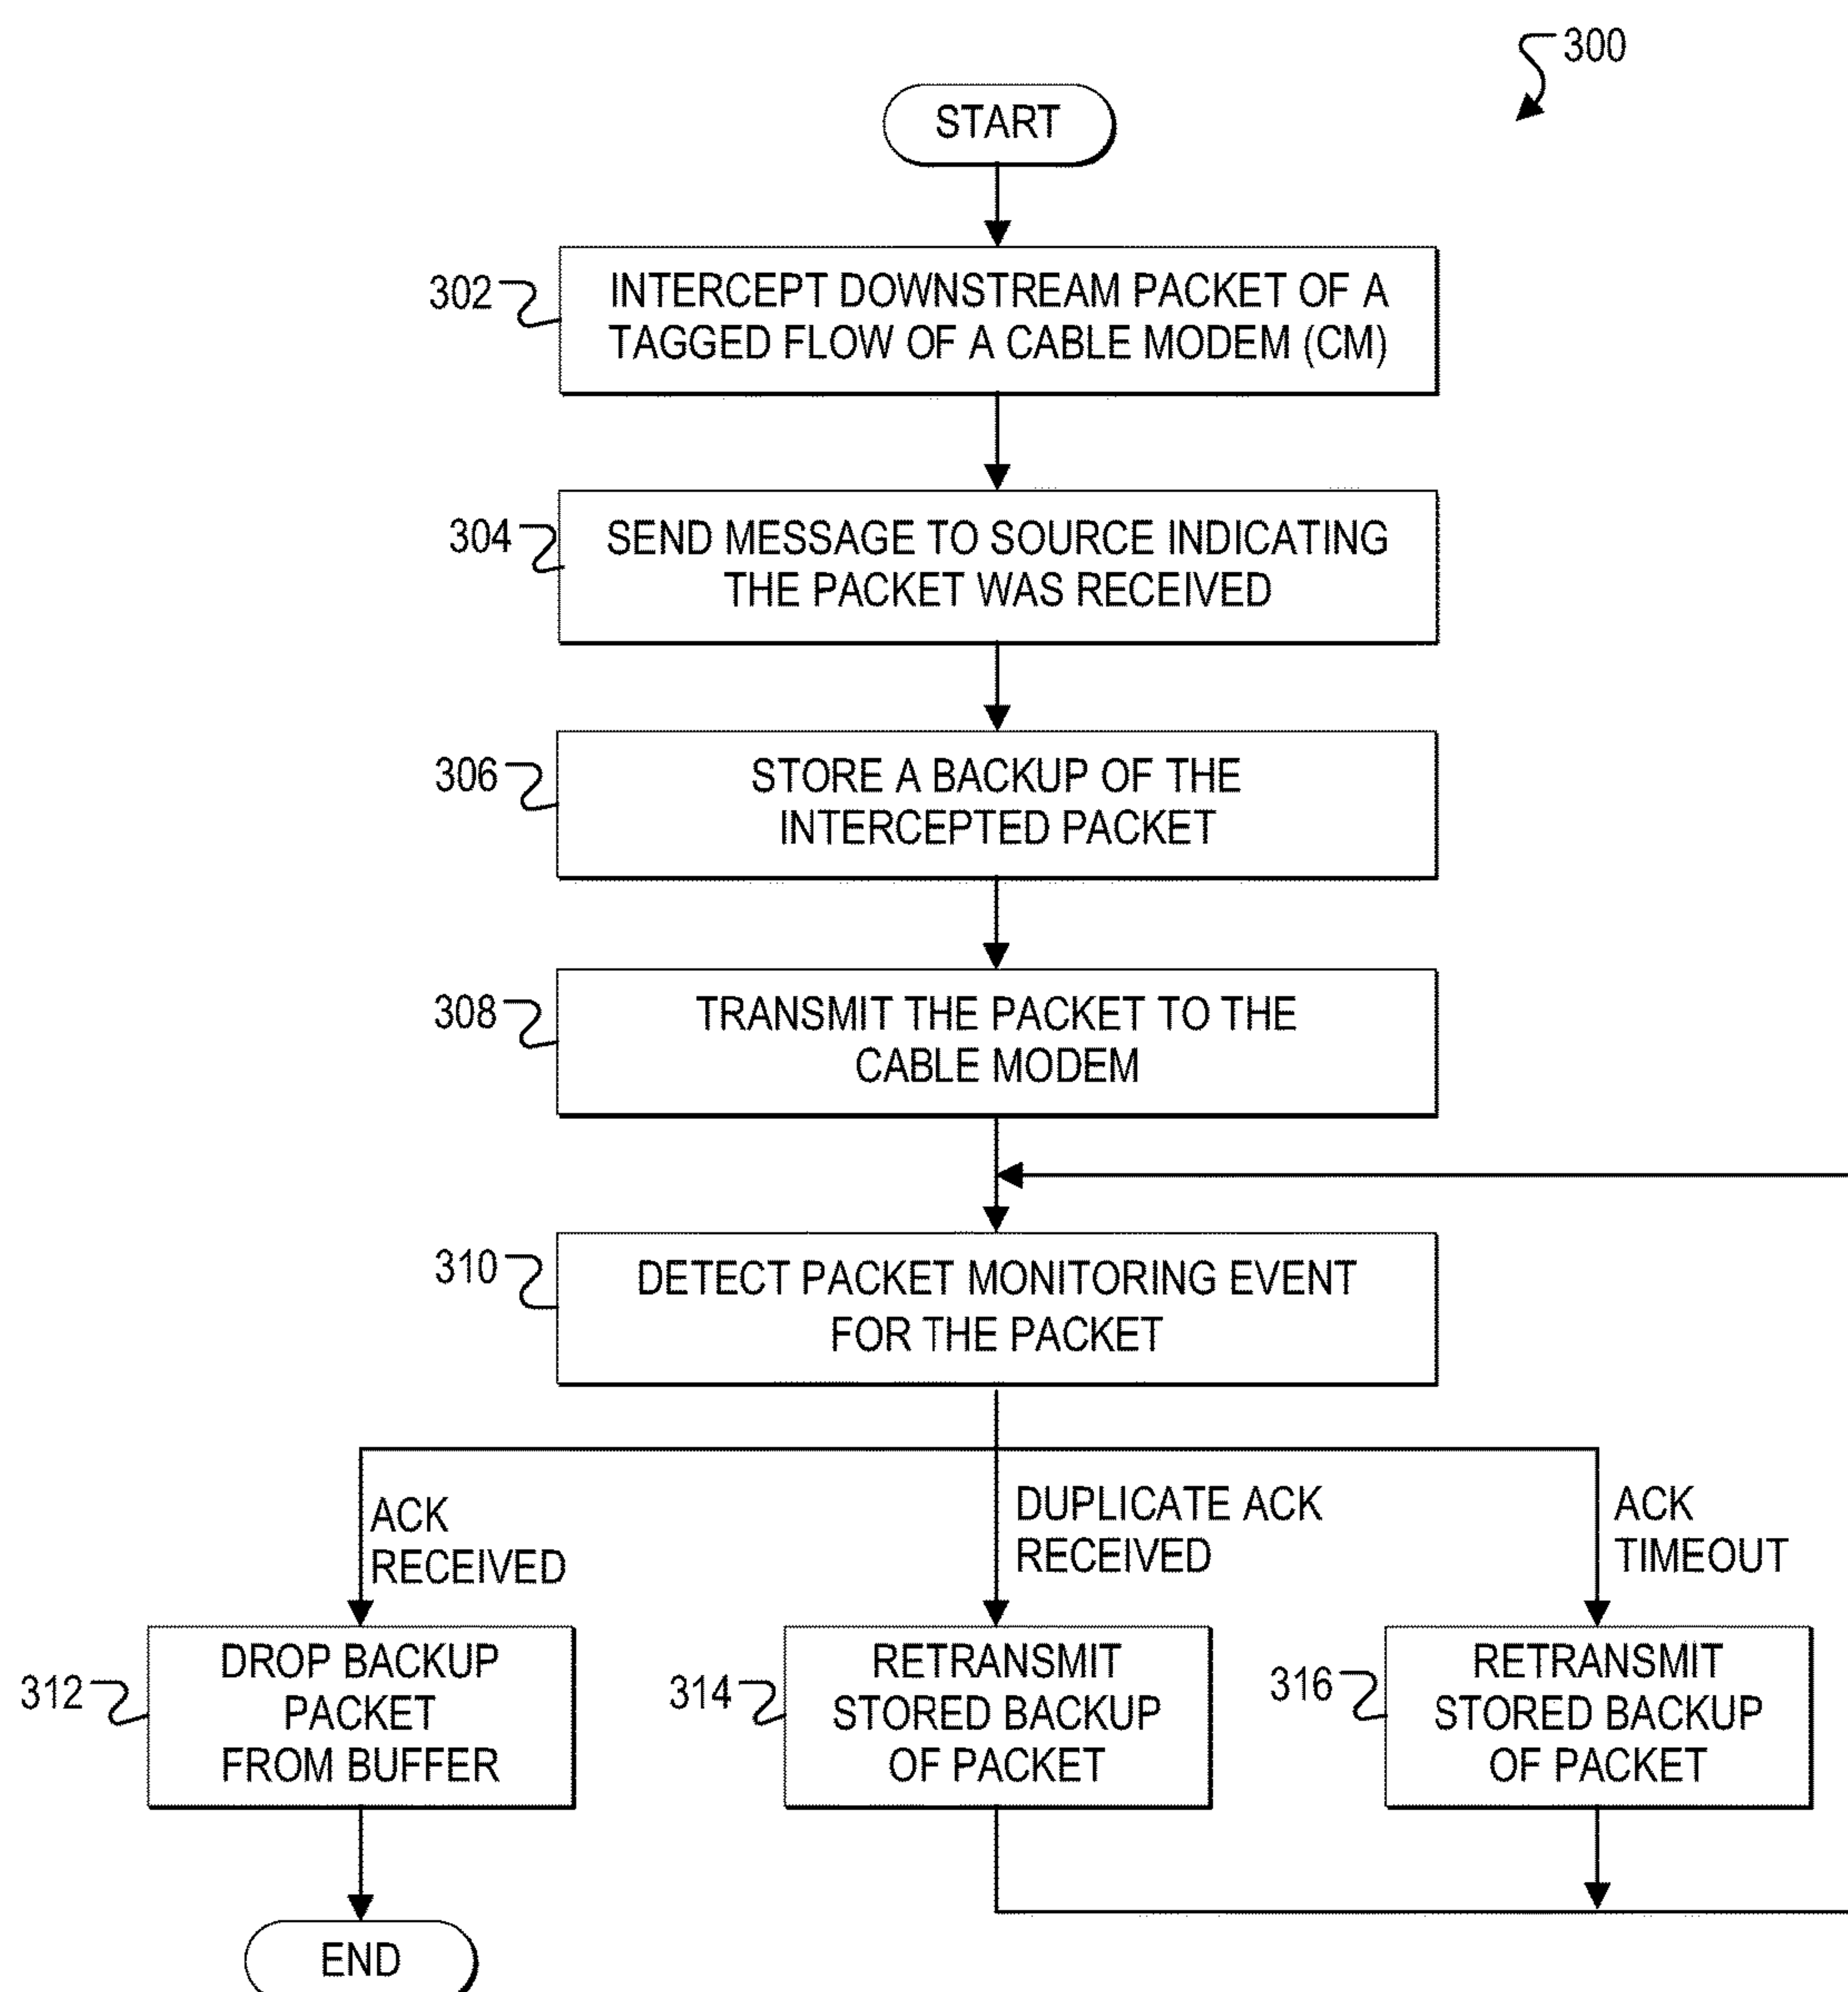 300
START
302
INTERCEPT DOWNSTREAM PACKET OF A
TAGGED FLOW OF A CABLE MODEM (CM)
304
SEND MESSAGE TO SOURCE INDICATING
THE PACKET WAS RECEIVED
306
STORE A BACKUP OF THE
INTERCEPTED PACKET
308
TRANSMIT THE PACKET TO THE
CABLE MODEM
310
DETECT PACKET MONITORING EVENT
FOR THE PACKET
ACK
RECEIVED
DUPLICATE ACK
RECEIVED
ACK
TIMEOUT
312
DROP BACKUP
PACKET
FROM BUFFER
314
RETRANSMIT
STORED BACKUP
OF PACKET
316
RETRANSMIT
STORED BACKUP
OF PACKET
END